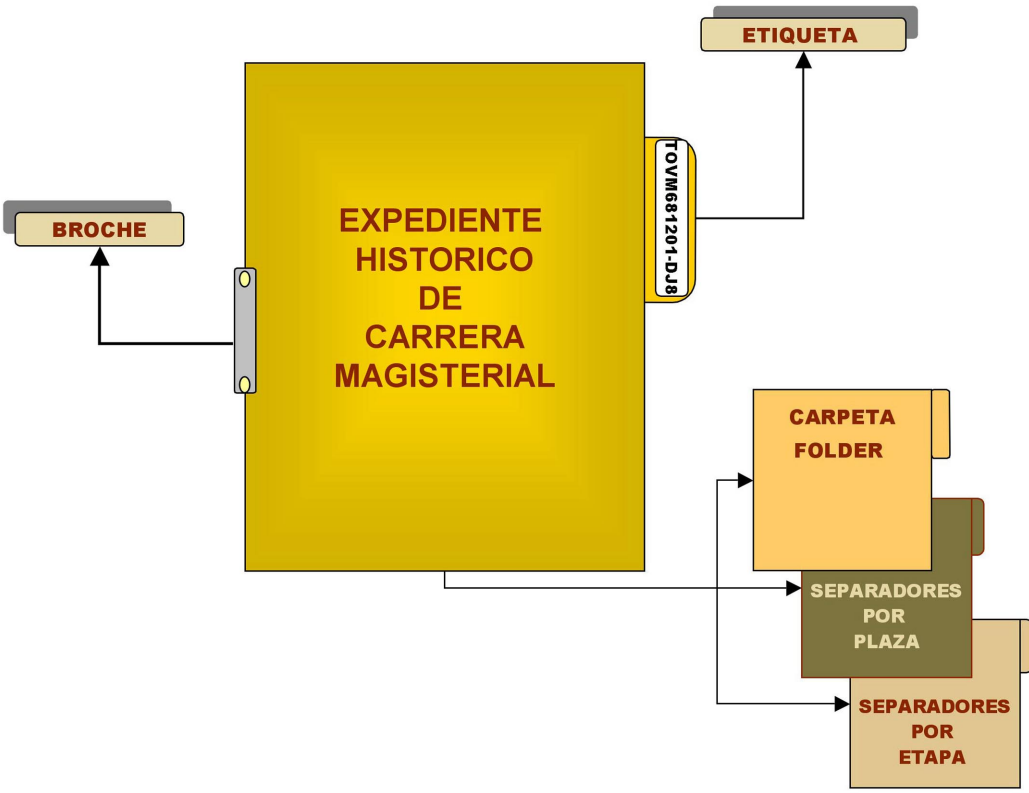 ETIQUETA
TOVM681201-DJ8
BROCHE
EXPEDIENTE
HISTORICO
DE
CARRERA
MAGISTERIAL
CARPETA
FOLDER
SEPARADORES
POR
PLAZA
SEPARADORES
POR
ETAPA